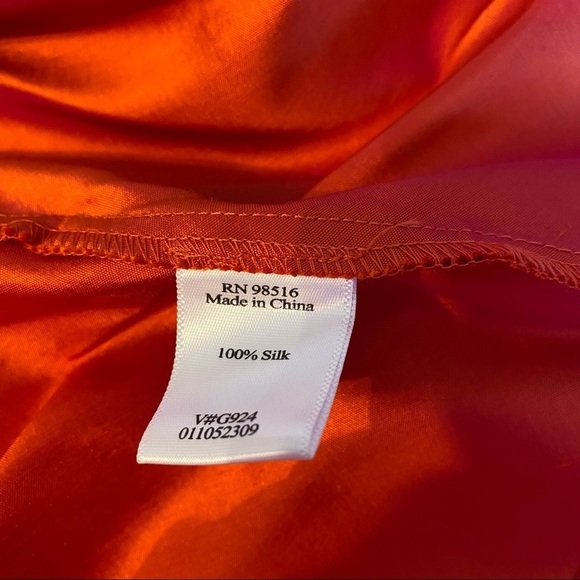 RN 98516
Made in China
100% Silk
V#G924
011052309